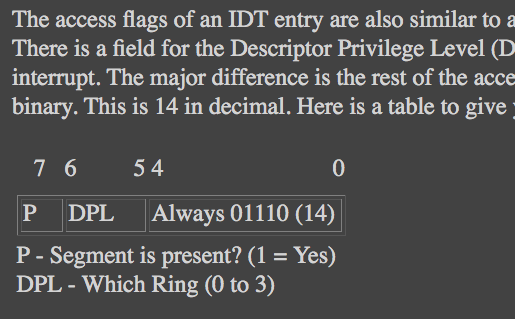 The access flags of an IDT entry are also similar to a
There is a field for the Descriptor Privilege Level (D
interrupt. The major difference is the rest of the acce
binary. This is 14 in decimal. Here is a table to give
7 6 5 4 0
P DPL Always 01110 (14)
P - Segment is present? (1 = Yes)
DPL - Which Ring (0 to 3)